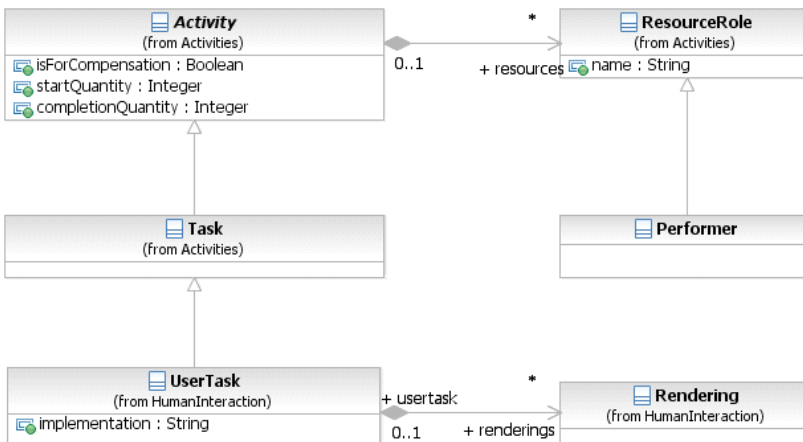 Activity
(from Activities)
isForCompensation : Boolean
startQuantity : Integer
completionQuantity : Integer
*
0..1
+ resources
ResourceRole
(from Activities)
name : String
Task
(from Activities)
Performer
UserTask
(from HumanInteraction)
implementation : String
+ usertask
*
0..1
+ renderings
Rendering
(from HumanInteraction)